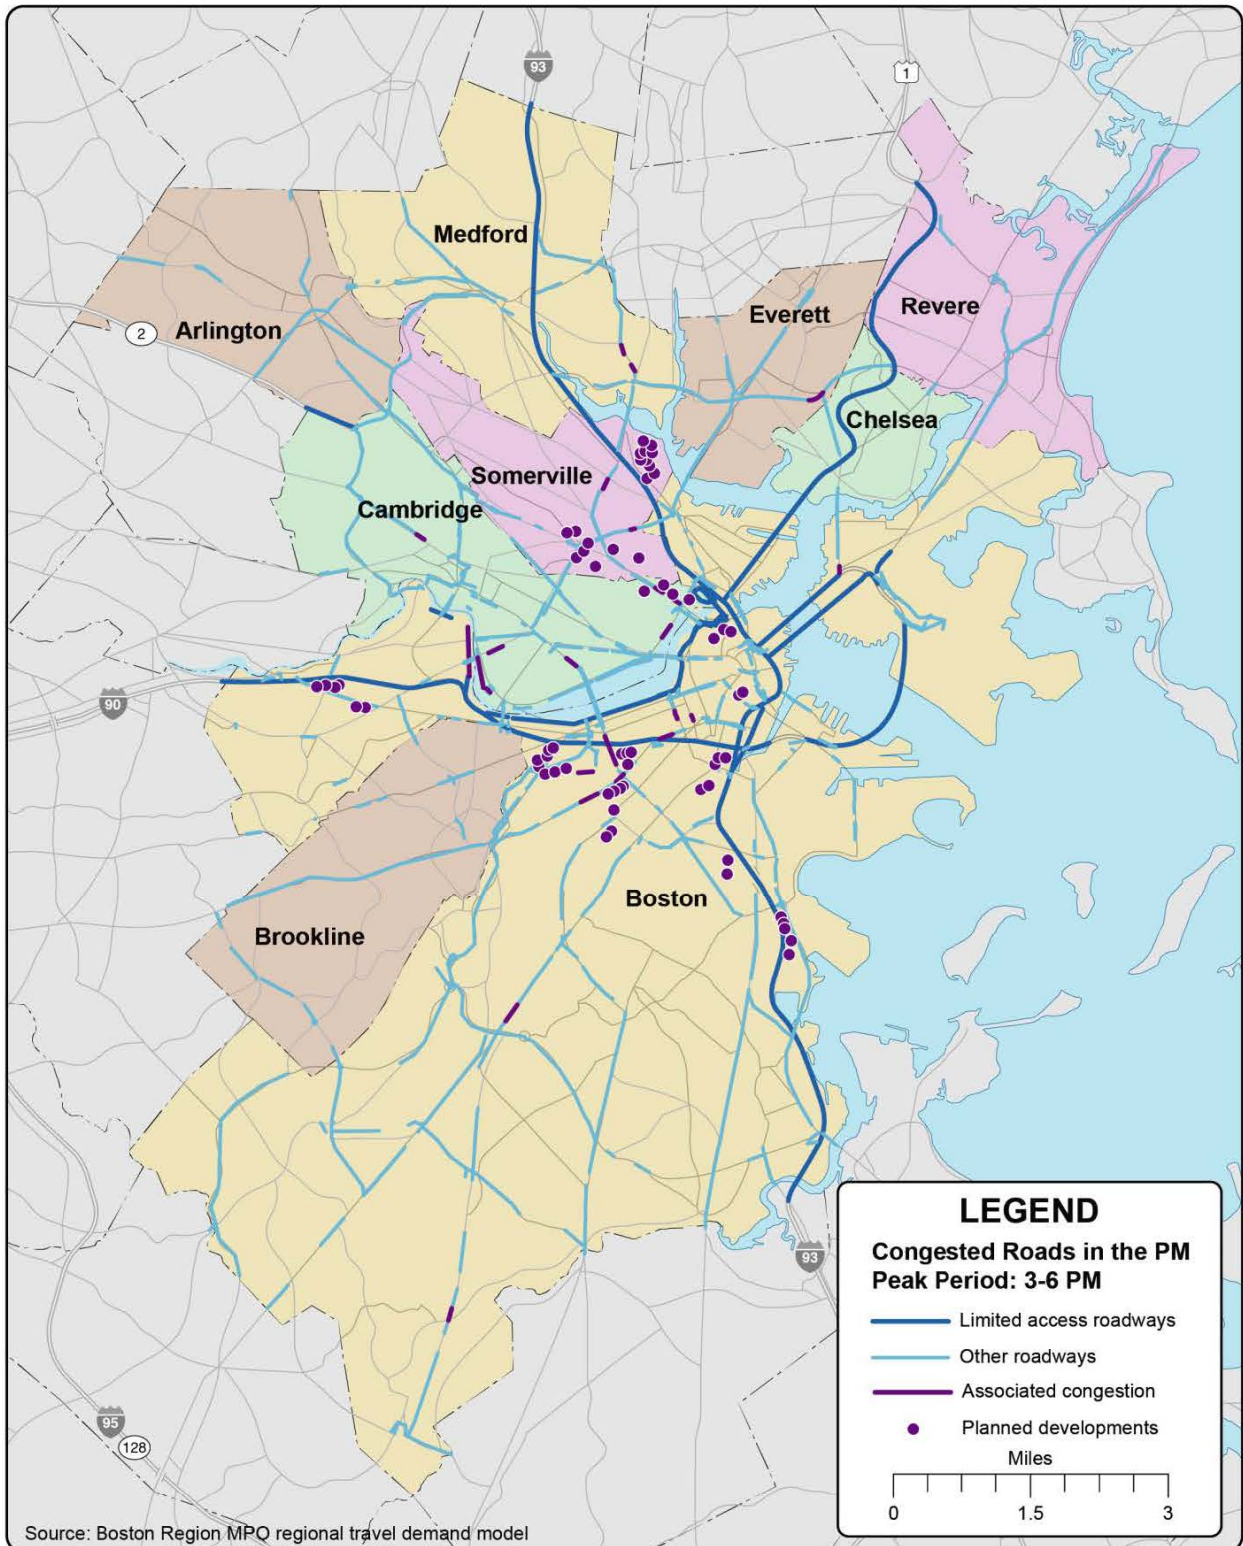 93
1
Medford
Everett
Revere
2
Arlington
Chelsea
Somerville
Cambridge
90
Boston
Brookline
LEGEND
Congested Roads in the PM
Peak Period: 3-6 PM
93
Limited access roadways
Other roadways
Associated congestion
95
Planned developments
128
Miles
0 1.5 3
Source: Boston Region MPO regional travel demand model